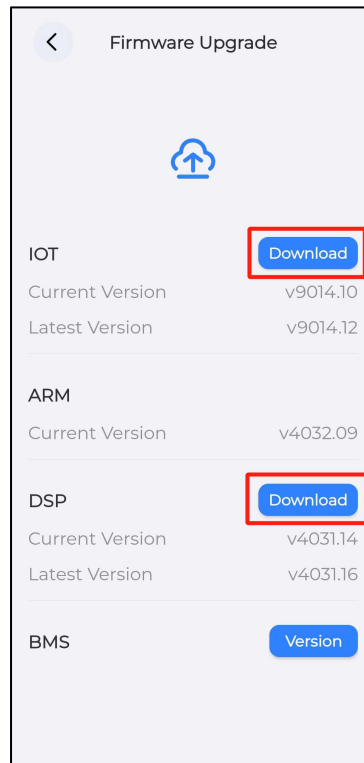 Firmware Upgrade
IOT Download
Current Version v9014.10
Latest Version v9014.12
ARM
Current Version v4032.09
DSP Download
Current Version v4031.14
Latest Version v4031.16
BMS Version